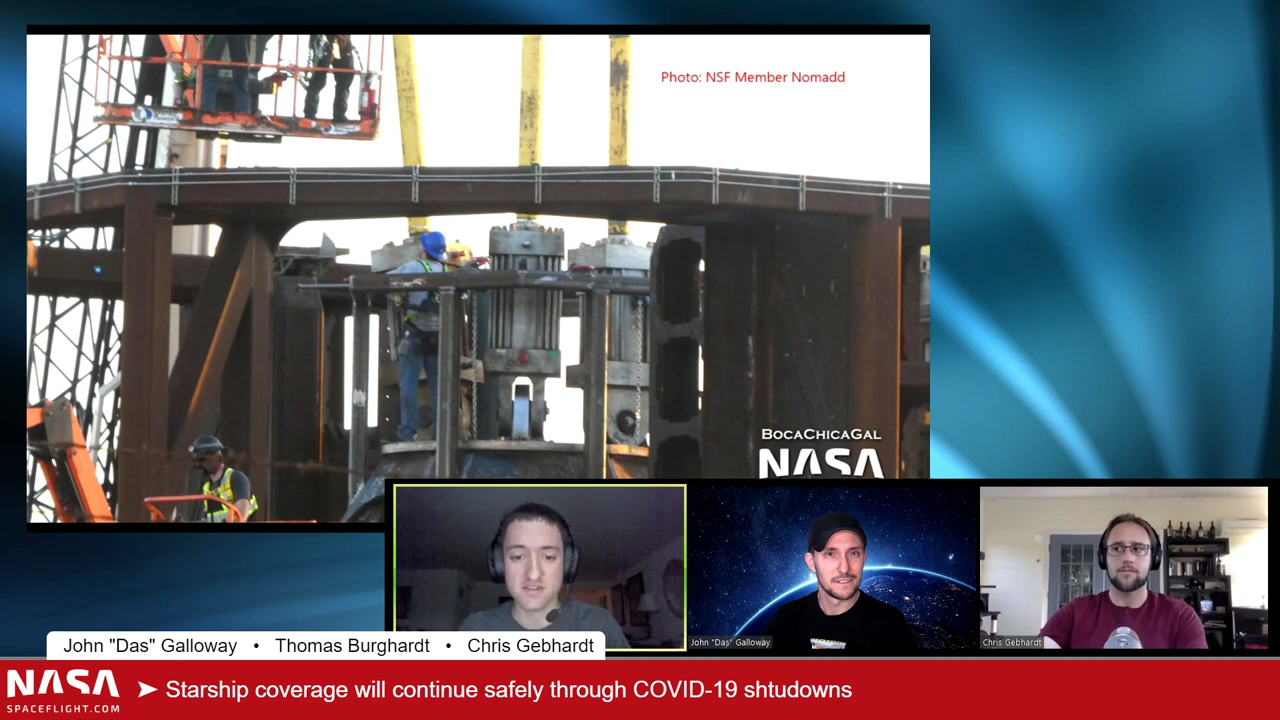 Photo: NSF Member Nomadd
BocaChicaGal
NASA
John "Das" Galloway
Chris Gebhardt
John "Das" Galloway • Thomas Burghardt • Chris Gebhardt
NASA
SPACEFLIGHT.COM
➤ Starship coverage will continue safely through COVID-19 shtudowns